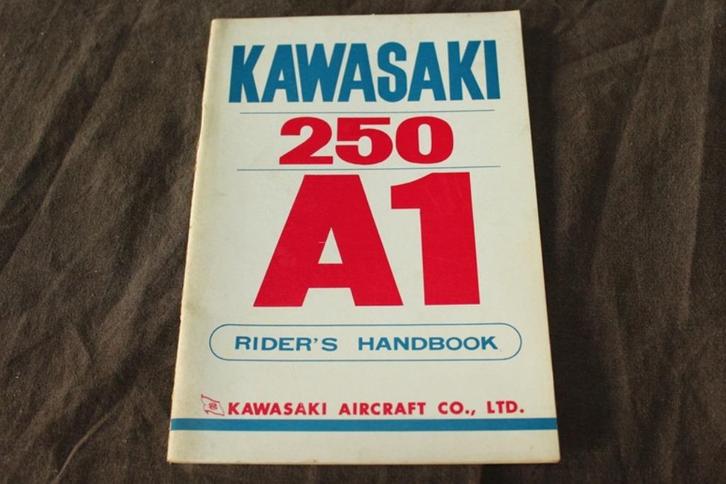 KAWASAKI
250
A1
RIDER'S HANDBOOK
KAWASAKI AIRCRAFT CO., LTD.